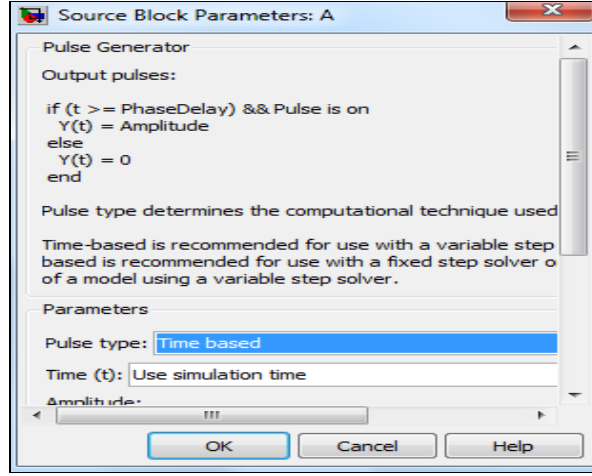 Source Block Parameters: A
Pulse Generator
Output pulses:
if (t >= PhaseDelay) && Pulse is on
Y(t) = Amplitude
else
Y(t) = 0
end
Pulse type determines the computational technique used
Time-based is recommended for use with a variable step
based is recommended for use with a fixed step solver o
of a model using a variable step solver.
Parameters
Pulse type: Time based
Time (t): Use simulation time
Amplitude:
OK Cancel Help